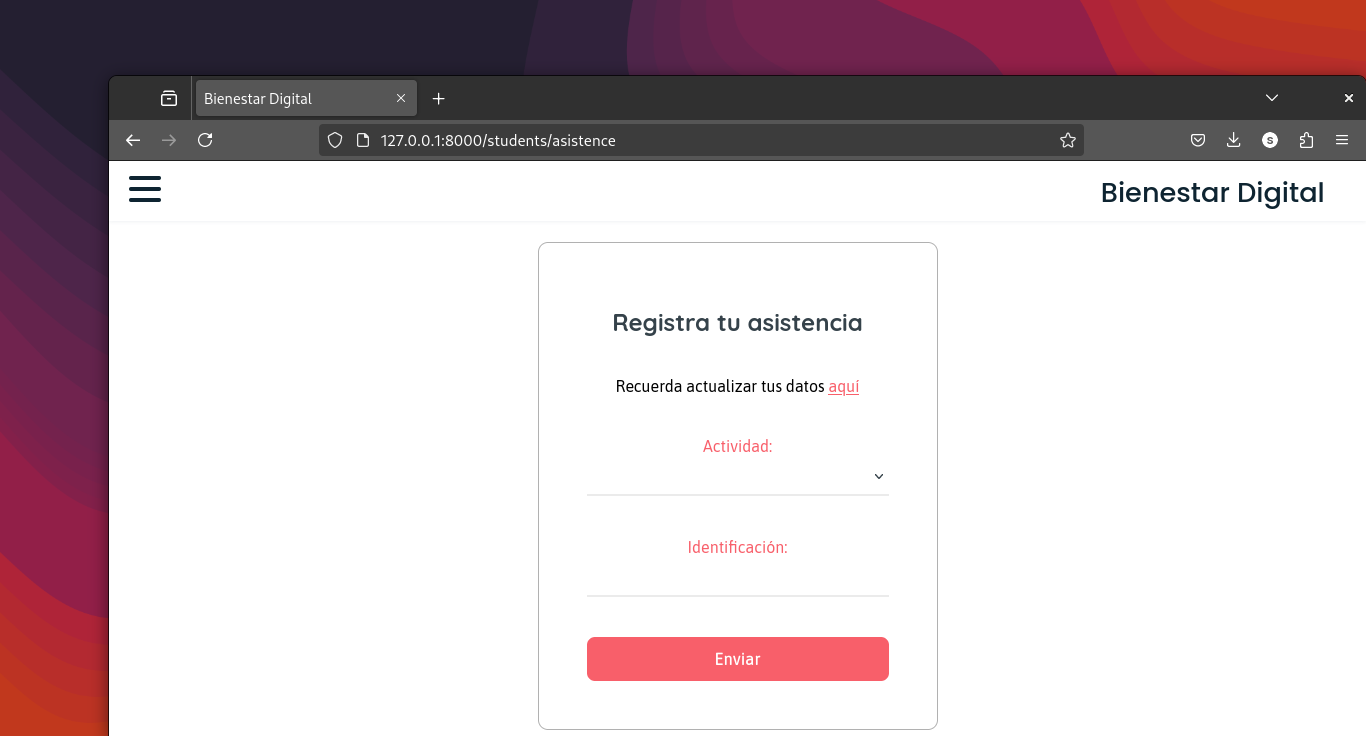 Bienestar Digital
127.0.0.1:8000/students/asistence
S
Bienestar Digital
Registra tu asistencia
Recuerda actualizar tus datos aquí
Actividad:
Identificación:
Enviar